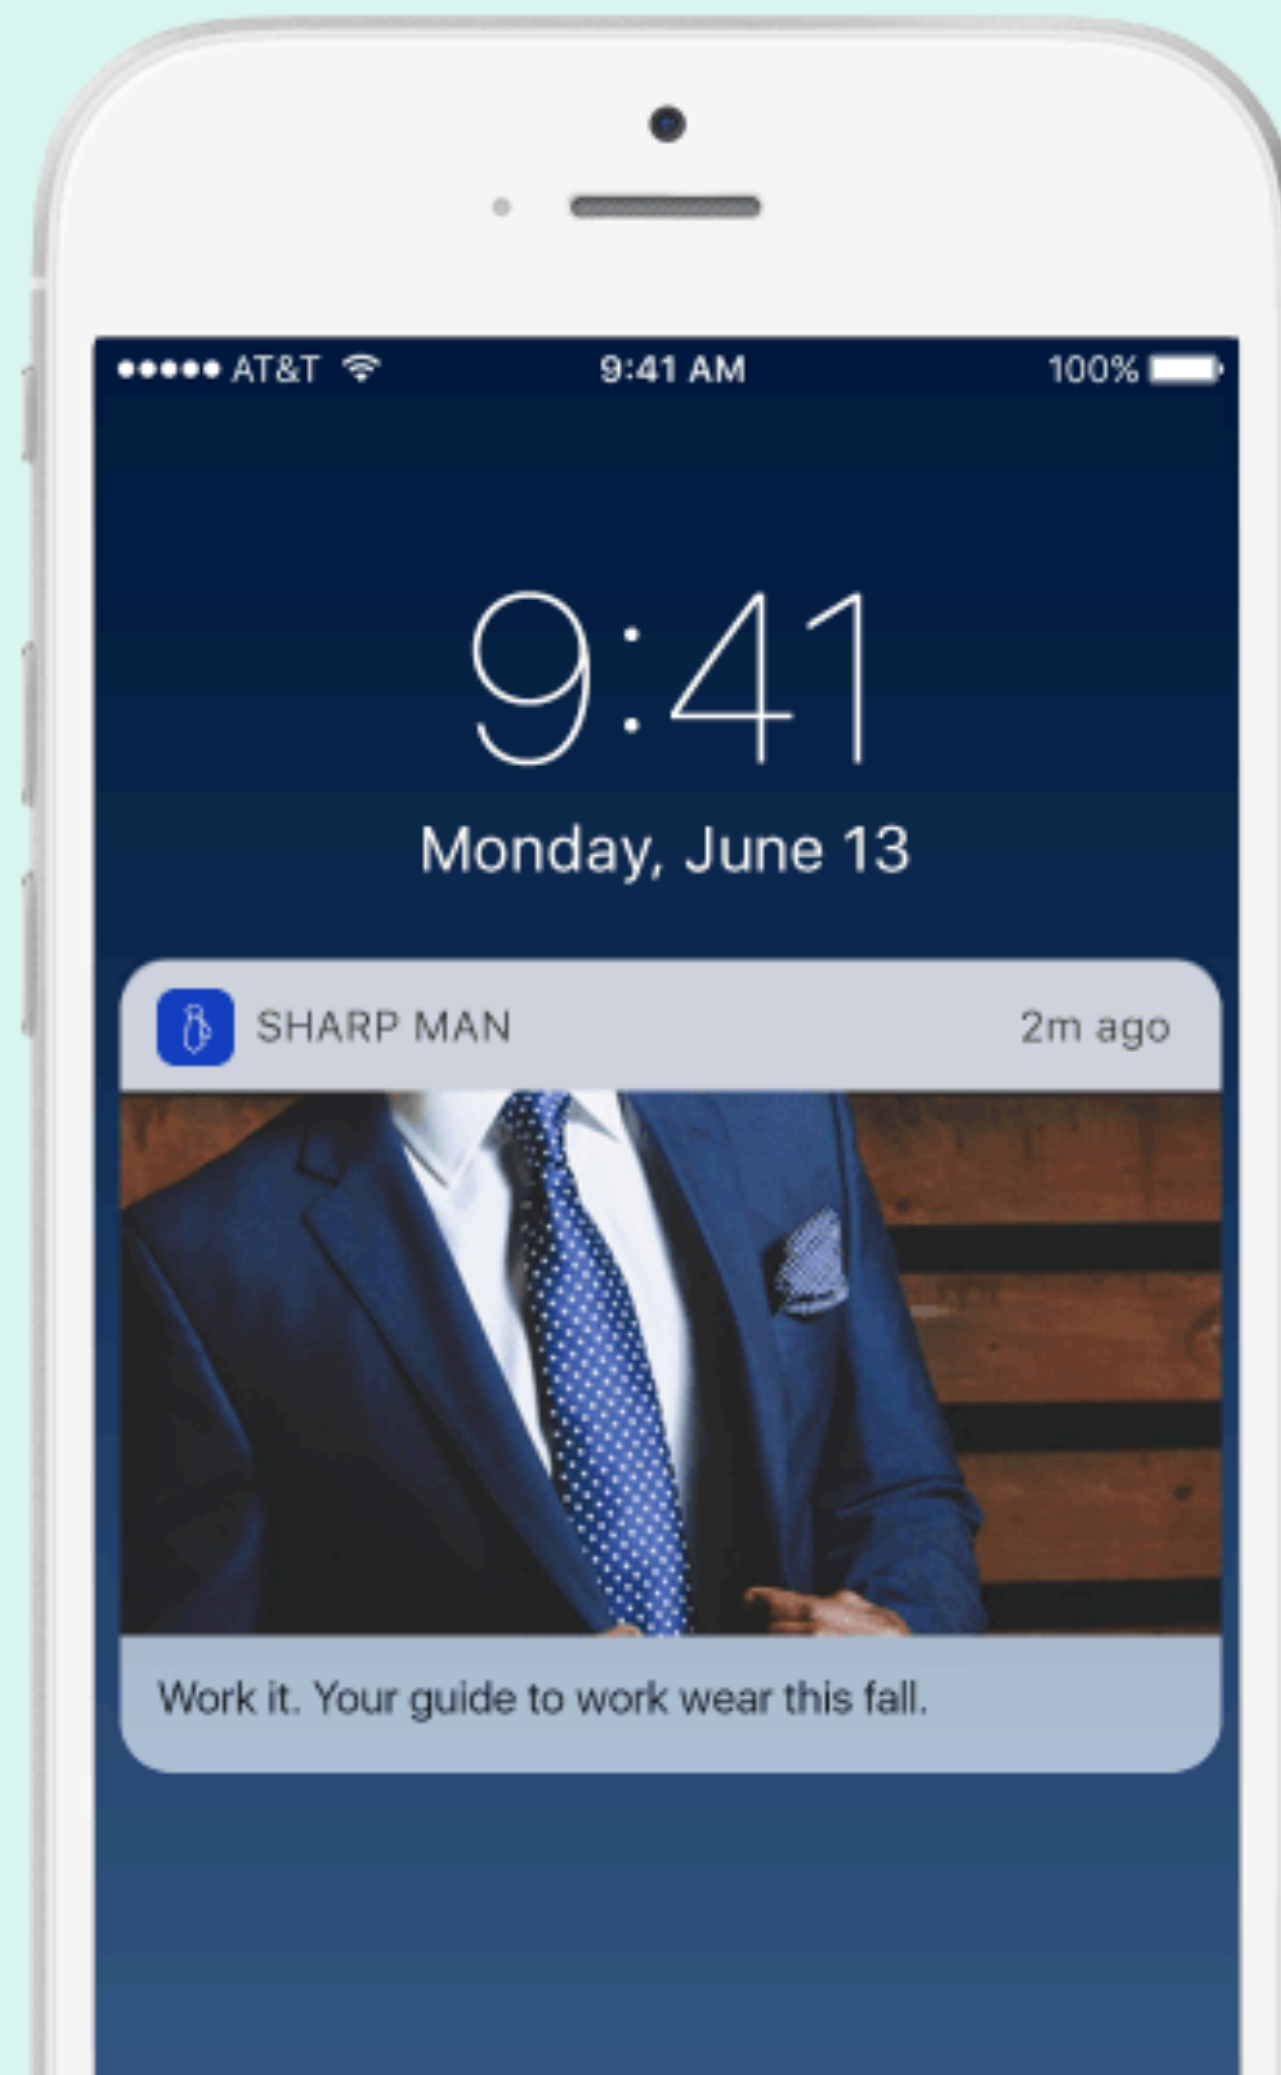 AT&T 9:41 AM 100%
9:41
Monday, June 13
SHARP MAN 2m ago
Work it. Your guide to work wear this fall.